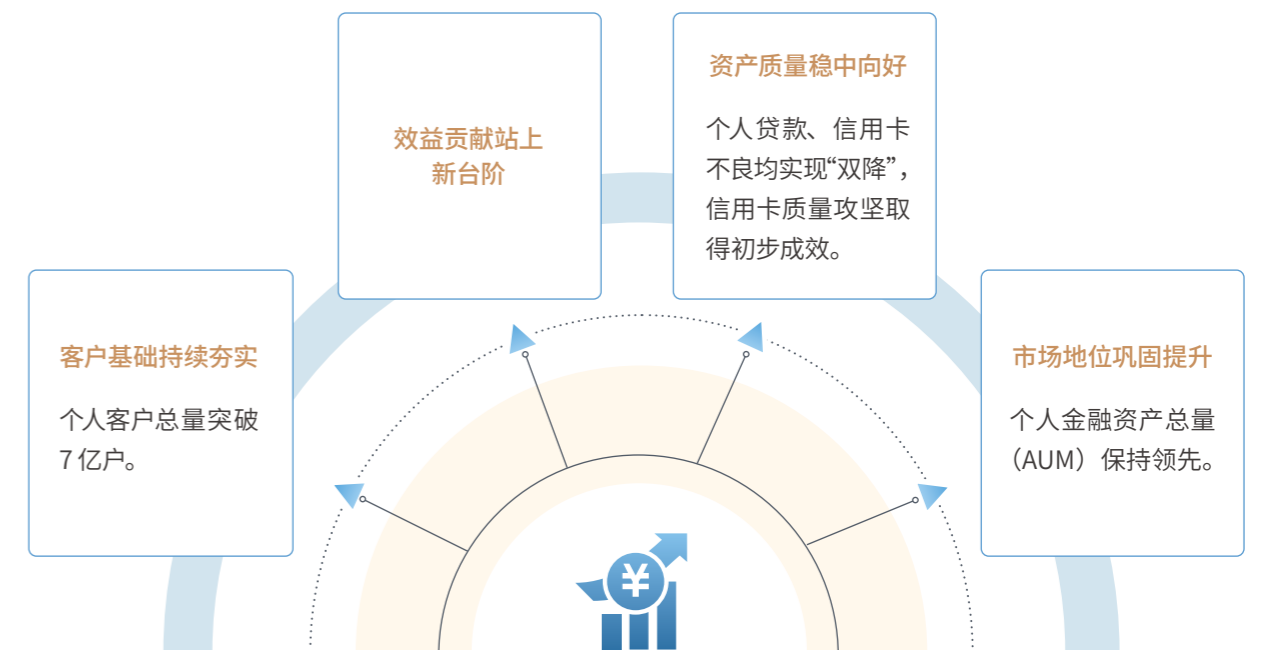 客户基础持续夯实
个人客户总量突破
7 亿户。
效益贡献站上
新台阶
资产质量稳中向好
个人贷款、信用卡
不良均实现“双降”，
信用卡质量攻坚取
得初步成效。
市场地位巩固提升
个人金融资产总量
（AUM）保持领先。
¥